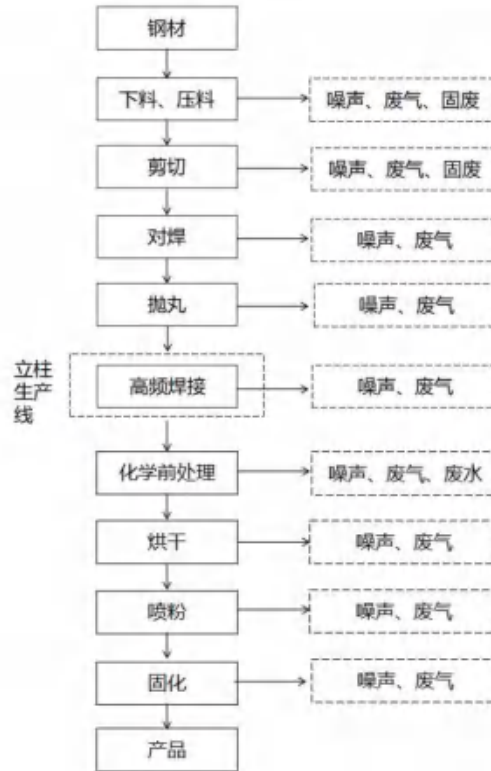 钢材
下料、压料
噪声、废气、固废
剪切
噪声、废气、固废
对焊
噪声、废气
抛丸
噪声、废气
立柱
生产
线
高频焊接
噪声、废气
化学前处理
噪声、废气、废水
烘干
噪声、废气
喷粉
噪声、废气
固化
噪声、废气
产品